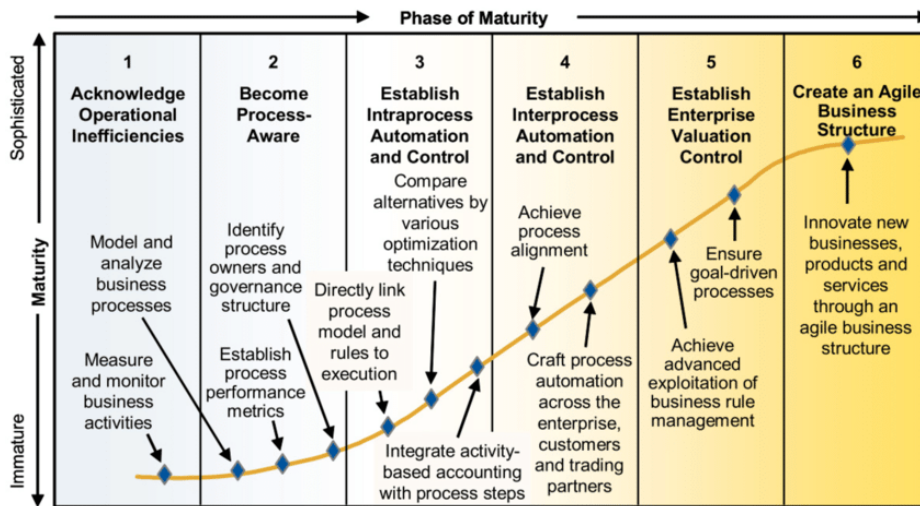 Phase of Maturity
Sophisticated
Maturity
Immature
1
Acknowledge
Operational
Inefficiencies
2
Become
Process-
Aware
3
Establish
Intraprocess
Automation
and Control
4
Establish
Interprocess
Automation
and Control
5
Establish
Enterprise
Valuation
Control
6
Create an Agile
Business
Structure
Measure
and monitor
business
activities
Model and
analyze
business
processes
Establish
process
performance
metrics
Identify
process
owners and
governance
structure
Directly link
process
model and
rules to
execution
Compare
alternatives by
various
optimization
techniques
Integrate activity-
based accounting
with process steps
Achieve
process
alignment
Craft process
automation
across the
enterprise,
customers
and trading
partners
Achieve
advanced
exploitation of
business rule
management
Ensure
goal-driven
processes
Innovate new
businesses,
products and
services
through an
agile business
structure